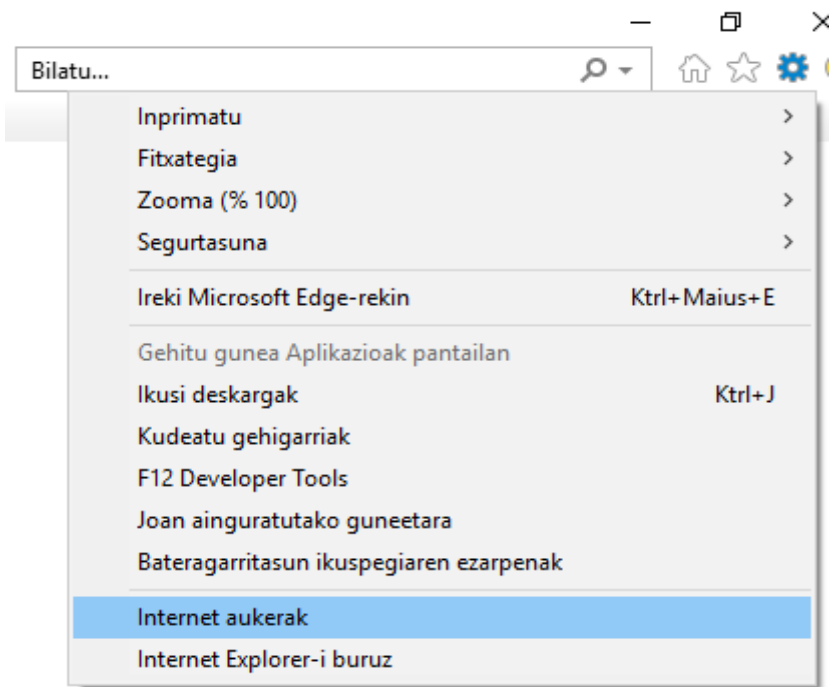 Bilatu...
Inprimatu
Fitxategia
Zooma (% 100)
Segurtasuna
Ireki Microsoft Edge-rekin Ktrl+Maius+E
Gehitu gunea Aplikazioak pantailan
Ikusi deskargak Ktrl+J
Kudeatu gehigarriak
F12 Developer Tools
Joan ainguratutako guneetara
Bateragarritasun ikuspegiaren ezarpenak
Internet aukerak
Internet Explorer-i buruz